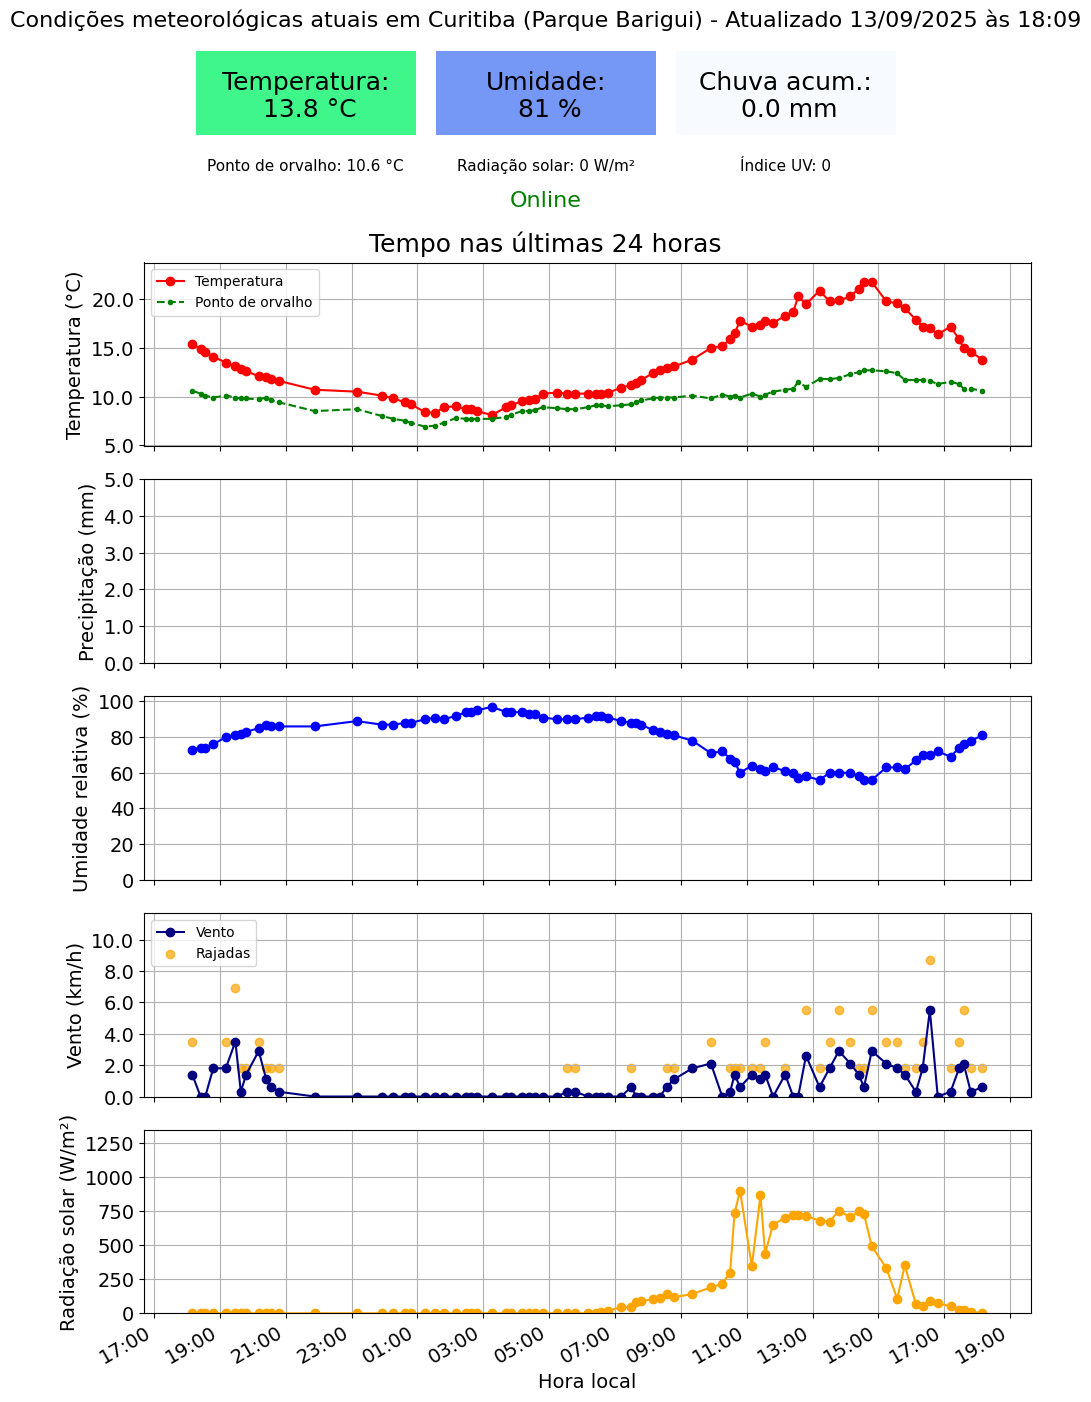 Condições meteorológicas atuais em Curitiba (Parque Barigui) - Atualizado 13/09/2025 às 18:09
Temperatura:
13.8 °C
Umidade:
81 %
Chuva acum.:
0.0 mm
Ponto de orvalho: 10.6 °C
Radiação solar: 0 W/m²
Índice UV: 0
Online
Tempo nas últimas 24 horas
Temperatura (°C)
20.0
15.0
10.0
5.0
Temperatura
Ponto de orvalho
Precipitação (mm)
5.0
4.0
3.0
2.0
1.0
0.0
Umidade relativa (%)
100
80
60
40
20
0
Vento (km/h)
10.0
8.0
6.0
4.0
2.0
0.0
Vento
Rajadas
Radiação solar (W/m²)
1250
1000
750
500
250
0
17:00
19:00
21:00
23:00
01:00
03:00
05:00
07:00
09:00
11:00
13:00
15:00
17:00
19:00
Hora local